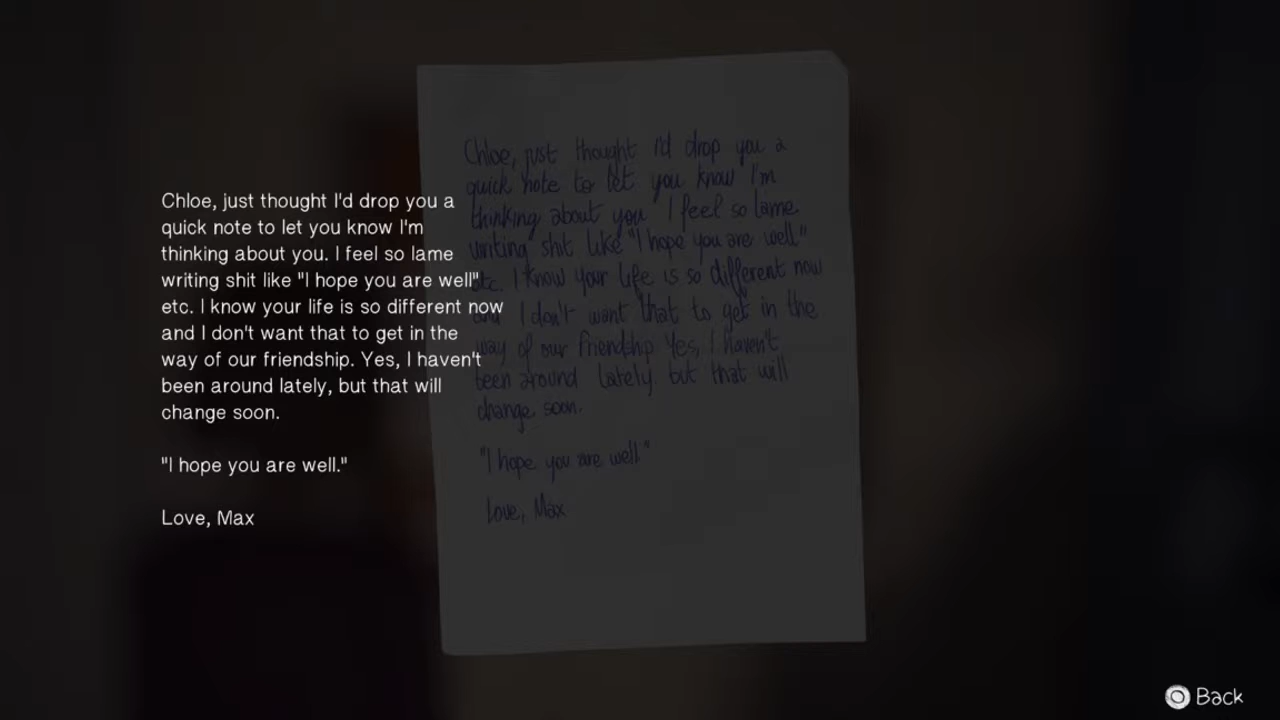 Chloe, just thought I'd drop you a
quick note to let you know I'm
thinking about you. I feel so lame
writing shit like "I hope you are well"
etc. I know your life is so different now
and I don't want that to get in the
way of our friendship. Yes, I haven't
been around lately, but that will
change soon.
"I hope you are well."
Love, Max
Chloe, just thought i'd drop you a
quick note to let you know I'm
thinking about you I feel so lame
writing shit like "I hope you are well"
etc. I know your life is so different now
and I don't want that to get in the
way of our friendship Yes, I haven't
been around lately. but that will
change soon.
"I hope you are well"
Love, Max
Back